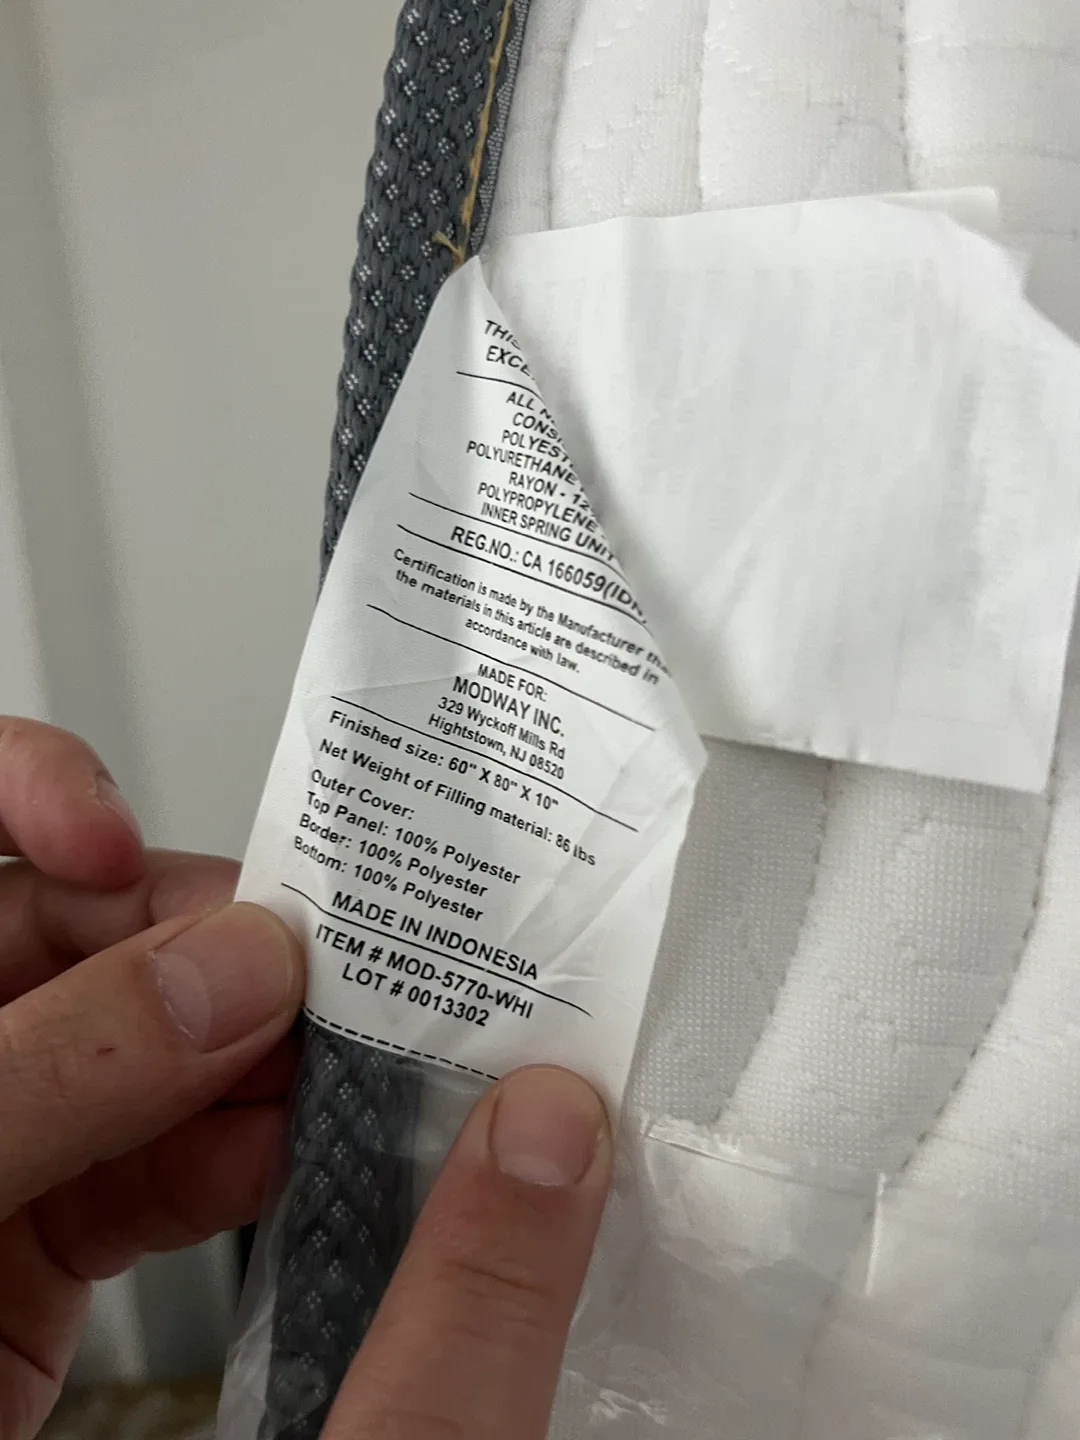 EXCE
ALL
POLYURETHANE
RAYON -
POLYPROPYLENE
INNER SPRING UNIT
REG.NO.: CA 166059(IDN
Certification is made by the Manufacturer
the materials in this article are described in
accordance with law.
MADE FOR:
MODWAY INC.
329 Wyckoff Mills Rd
Hightstown, NJ 08520
Finished size: 60" X 80" X 10"
Net Weight of Filling material: 86 lbs
Outer Cover:
Top Panel: 100% Polyester
Border: 100% Polyester
Bottom: 100% Polyester
MADE IN INDONESIA
ITEM # MOD-5770-WHI
LOT # 0013302